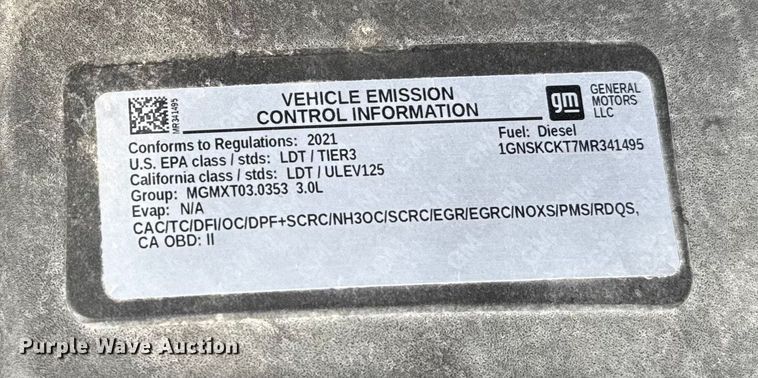 VEHICLE EMISSION
CONTROL INFORMATION
gm
GENERAL
MOTORS
LLC
MR341495
Conforms to Regulations: 2021
U.S. EPA class / stds: LDT / TIER3
California class / stds: LDT / ULEV125
Group: MGMXT03.0353 3.0L
Evap: N/A
Fuel: Diesel
1GNSKCKT7MR341495
CAC/TC/DFI/OC/DPF+SCRC/NH3OC/SCRC/EGR/EGRC/NOXS/PMS/RDQS,
CA OBD: II
Purple Wave Auction